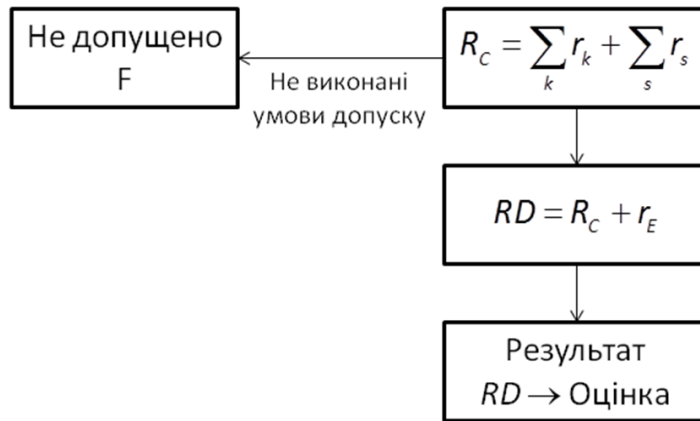 Не допущено
F
R_C = ∑_k r_k + ∑_s r_s
Не виконані
умови допуску
RD = R_C + r_E
Результат
RD → Оцінка